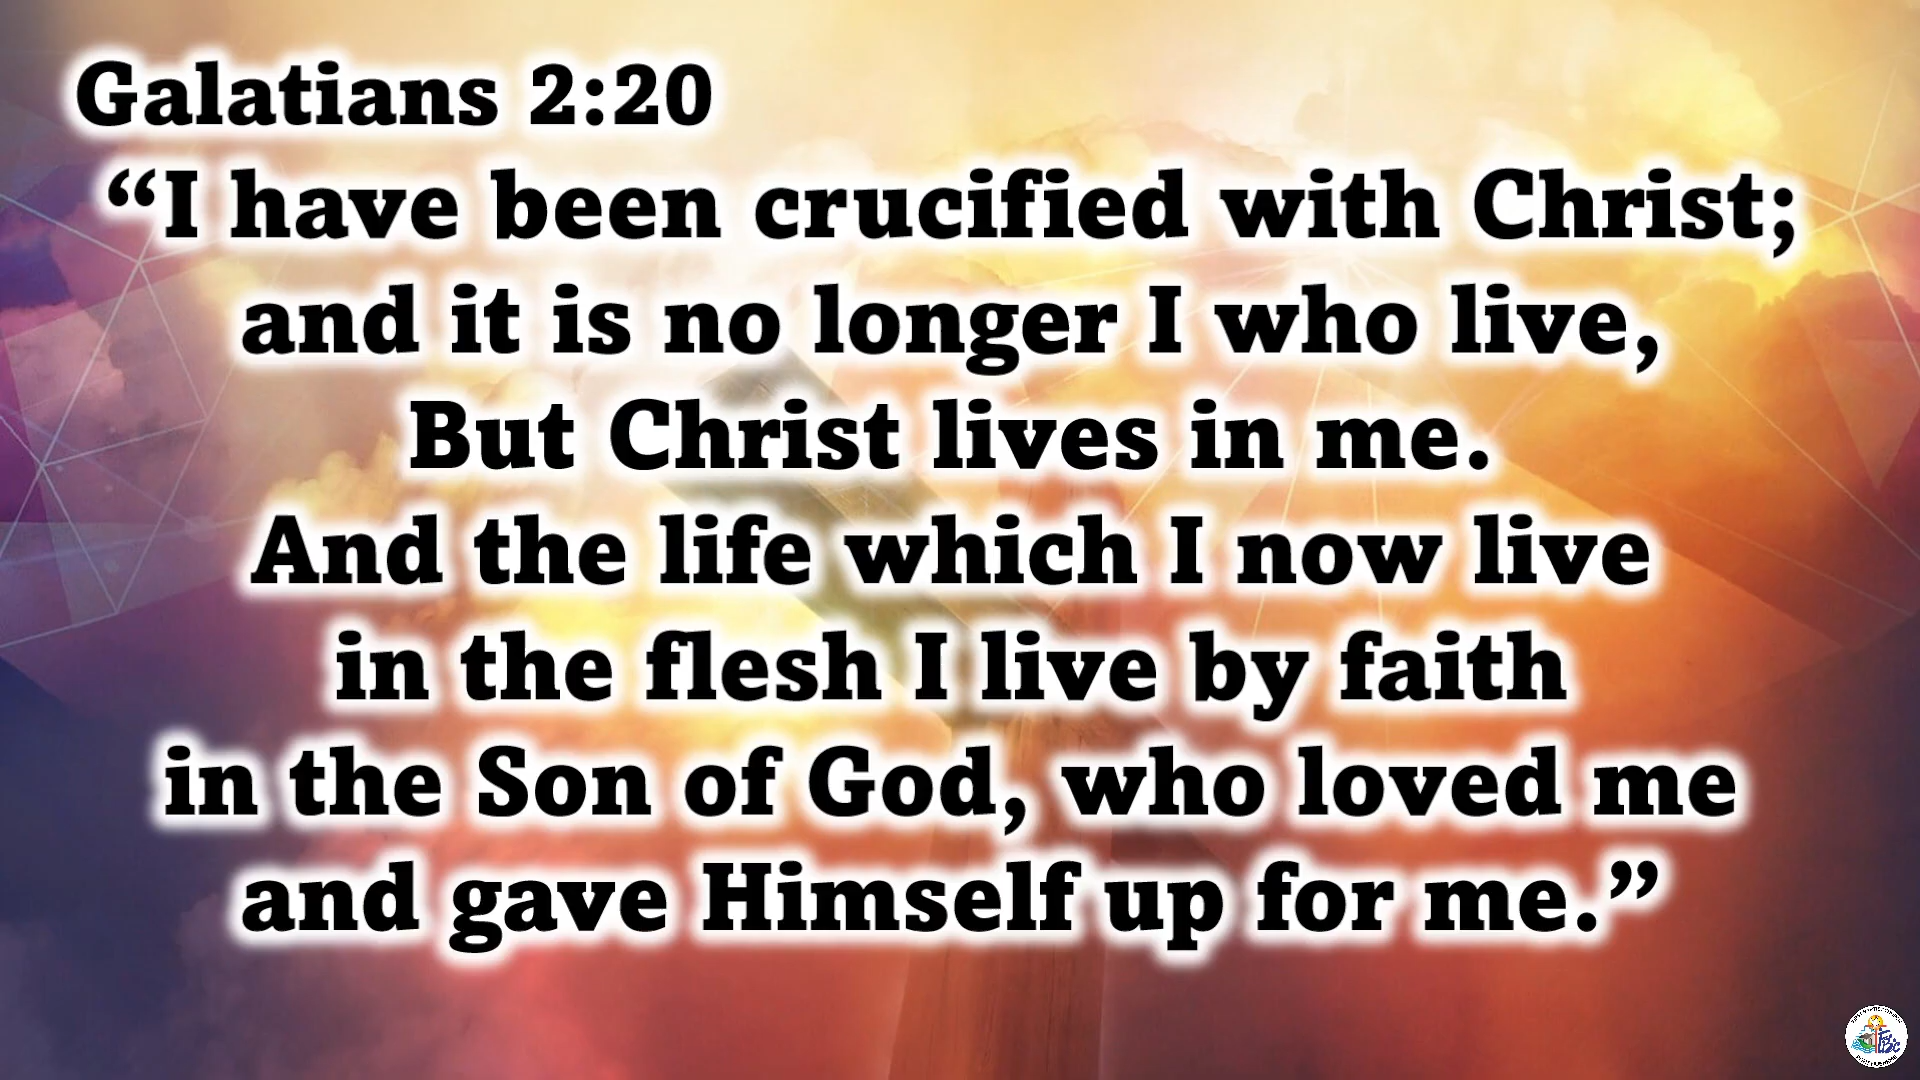 Galatians 2:20
“I have been crucified with Christ;
and it is no longer I who live,
But Christ lives in me.
And the life which I now live
in the flesh I live by faith
in the Son of God, who loved me
and gave Himself up for me.”